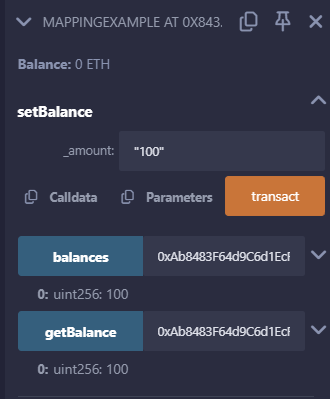 MAPPINGEXAMPLE AT 0X843.
Balance: 0 ETH
setBalance
_amount: "100"
Calldata Parameters transact
balances 0xAb8483F64d9C6d1EcF
0: uint256: 100
getBalance 0xAb8483F64d9C6d1EcF
0: uint256: 100